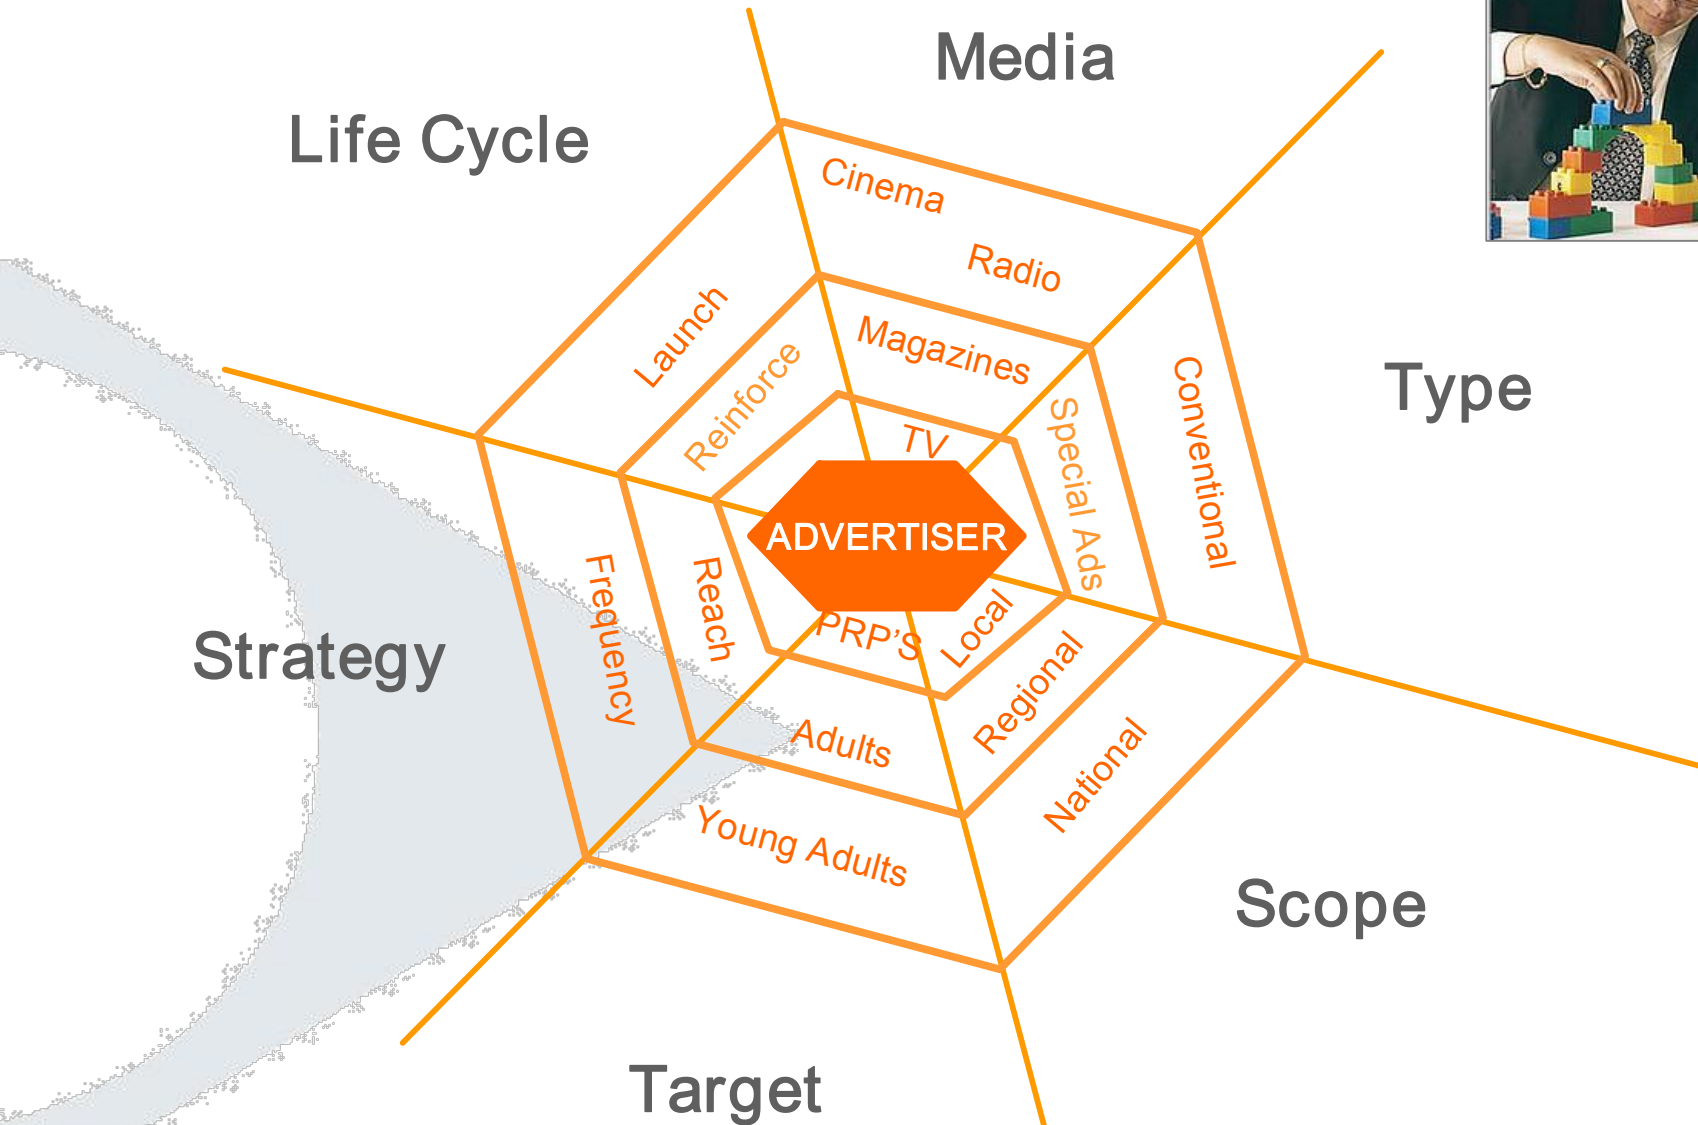 Media
Life Cycle
Cinema
Radio
Launch
Magazines
Reinforce
Type
Conventional
Special Ads
TV
ADVERTISER
Frequency
Reach
PRP’S
Local
Regional
Strategy
National
Adults
Young Adults
Scope
Target